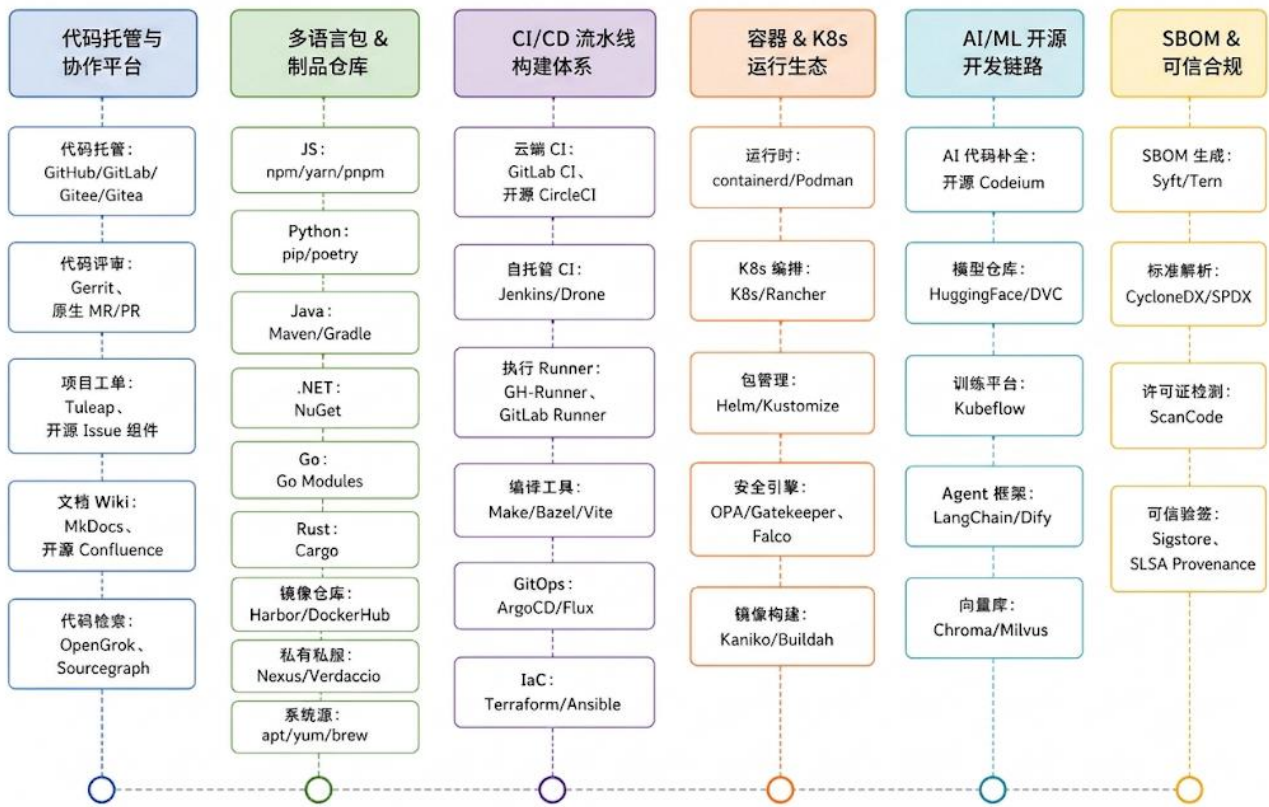 代码托管与
协作平台
代码托管：
GitHub/GitLab/
Gitee/Gitea
代码评审：
Gerrit、
原生 MR/PR
项目工单：
Tuleap、
开源 Issue 组件
文档 Wiki：
MkDocs、
开源 Confluence
代码检索：
OpenGrok、
Sourcegraph
多语言包 &
制品仓库
JS：
npm/yarn/pnpm
Python：
pip/poetry
Java：
Maven/Gradle
.NET：
NuGet
Go：
Go Modules
Rust：
Cargo
镜像仓库：
Harbor/DockerHub
私有私服：
Nexus/Verdaccio
系统源：
apt/yum/brew
CI/CD 流水线
构建体系
云端 CI：
GitLab CI、
开源 CircleCI
自托管 CI：
Jenkins/Drone
执行 Runner：
GH-Runner、
GitLab Runner
编译工具：
Make/Bazel/Vite
GitOps：
ArgoCD/Flux
IaC：
Terraform/Ansible
容器 & K8s
运行生态
运行时：
containerd/Podman
K8s 编排：
K8s/Rancher
包管理：
Helm/Kustomize
安全引擎：
OPA/Gatekeeper、
Falco
镜像构建：
Kaniko/Buildah
AI/ML 开源
开发链路
AI 代码补全：
开源 Codeium
模型仓库：
HuggingFace/DVC
训练平台：
Kubeflow
Agent 框架：
LangChain/Dify
向量库：
Chroma/Milvus
SBOM &
可信合规
SBOM 生成：
Syft/Tern
标准解析：
CycloneDX/SPDX
许可证检测：
ScanCode
可信验签：
Sigstore、
SLSA Provenance